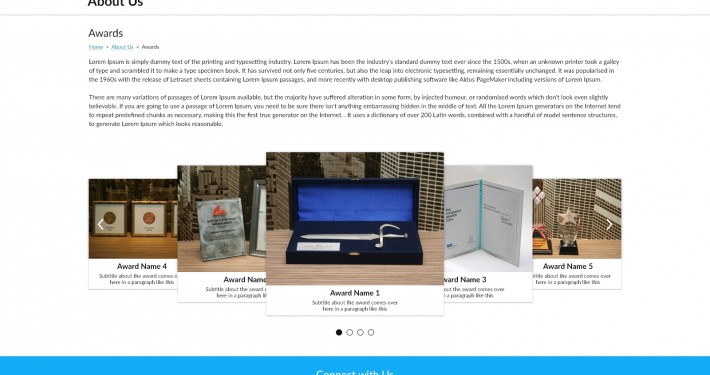 About Us
Awards
Home • About Us • Awards
Lorem Ipsum is simply dummy text of the printing and typesetting industry. Lorem Ipsum has been the industry's standard dummy text ever since the 1500s, when an unknown printer took a galley
of type and scrambled it to make a type specimen book. It has survived not only five centuries, but also the leap into electronic typesetting, remaining essentially unchanged. It was popularised in
the 1960s with the release of Letraset sheets containing Lorem Ipsum passages, and more recently with desktop publishing software like Aldus PageMaker including versions of Lorem Ipsum.
There are many variations of passages of Lorem Ipsum available, but the majority have suffered alteration in some form, by injected humour, or randomised words which don't look even slightly
believable. If you are going to use a passage of Lorem Ipsum, you need to be sure there isn't anything embarrassing hidden in the middle of text. All the Lorem Ipsum generators on the Internet tend
to repeat predefined chunks as necessary, making this the first true generator on the Internet. . It uses a dictionary of over 200 Latin words, combined with a handful of model sentence structures,
to generate Lorem Ipsum which looks reasonable.
Award Name 4
Subtitle about the award comes o
here in a paragraph like this
Award Name
Subtitle about the award
here in a paragraph li
Award Name 1
Subtitle about the award comes over
here in a paragraph like this
ward Name 3
he award comes over
paragraph like this
Award Name 5
btitle about the award comes over
here in a paragraph like this
Connect with Us